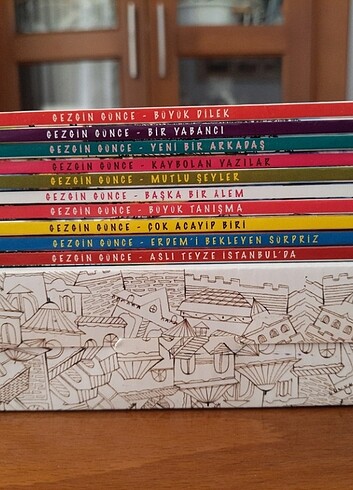 GEZGİN GÜNCE - BÜYÜK DİLEK
GEZGİN GÜNCE - BİR YABANCI
GEZGİN GÜNCE - YENİ BİR ARKADAŞ
GEZGİN GÜNCE - KAYBOLAN YAZILAR
GEZGİN GÜNCE - MUTLU ŞEYLER
GEZGİN GÜNCE - BAŞKA BİR ÂLEM
GEZGİN GÜNCE - BÜYÜK TANIŞMA
GEZGİN GÜNCE - ÇOK ACAYİP BİRİ
GEZGİN GÜNCE - ERDEM'İ BEKLEYEN SÜRPRİZ
GEZGİN GÜNCE - ASLI TEYZE İSTANBUL'DA